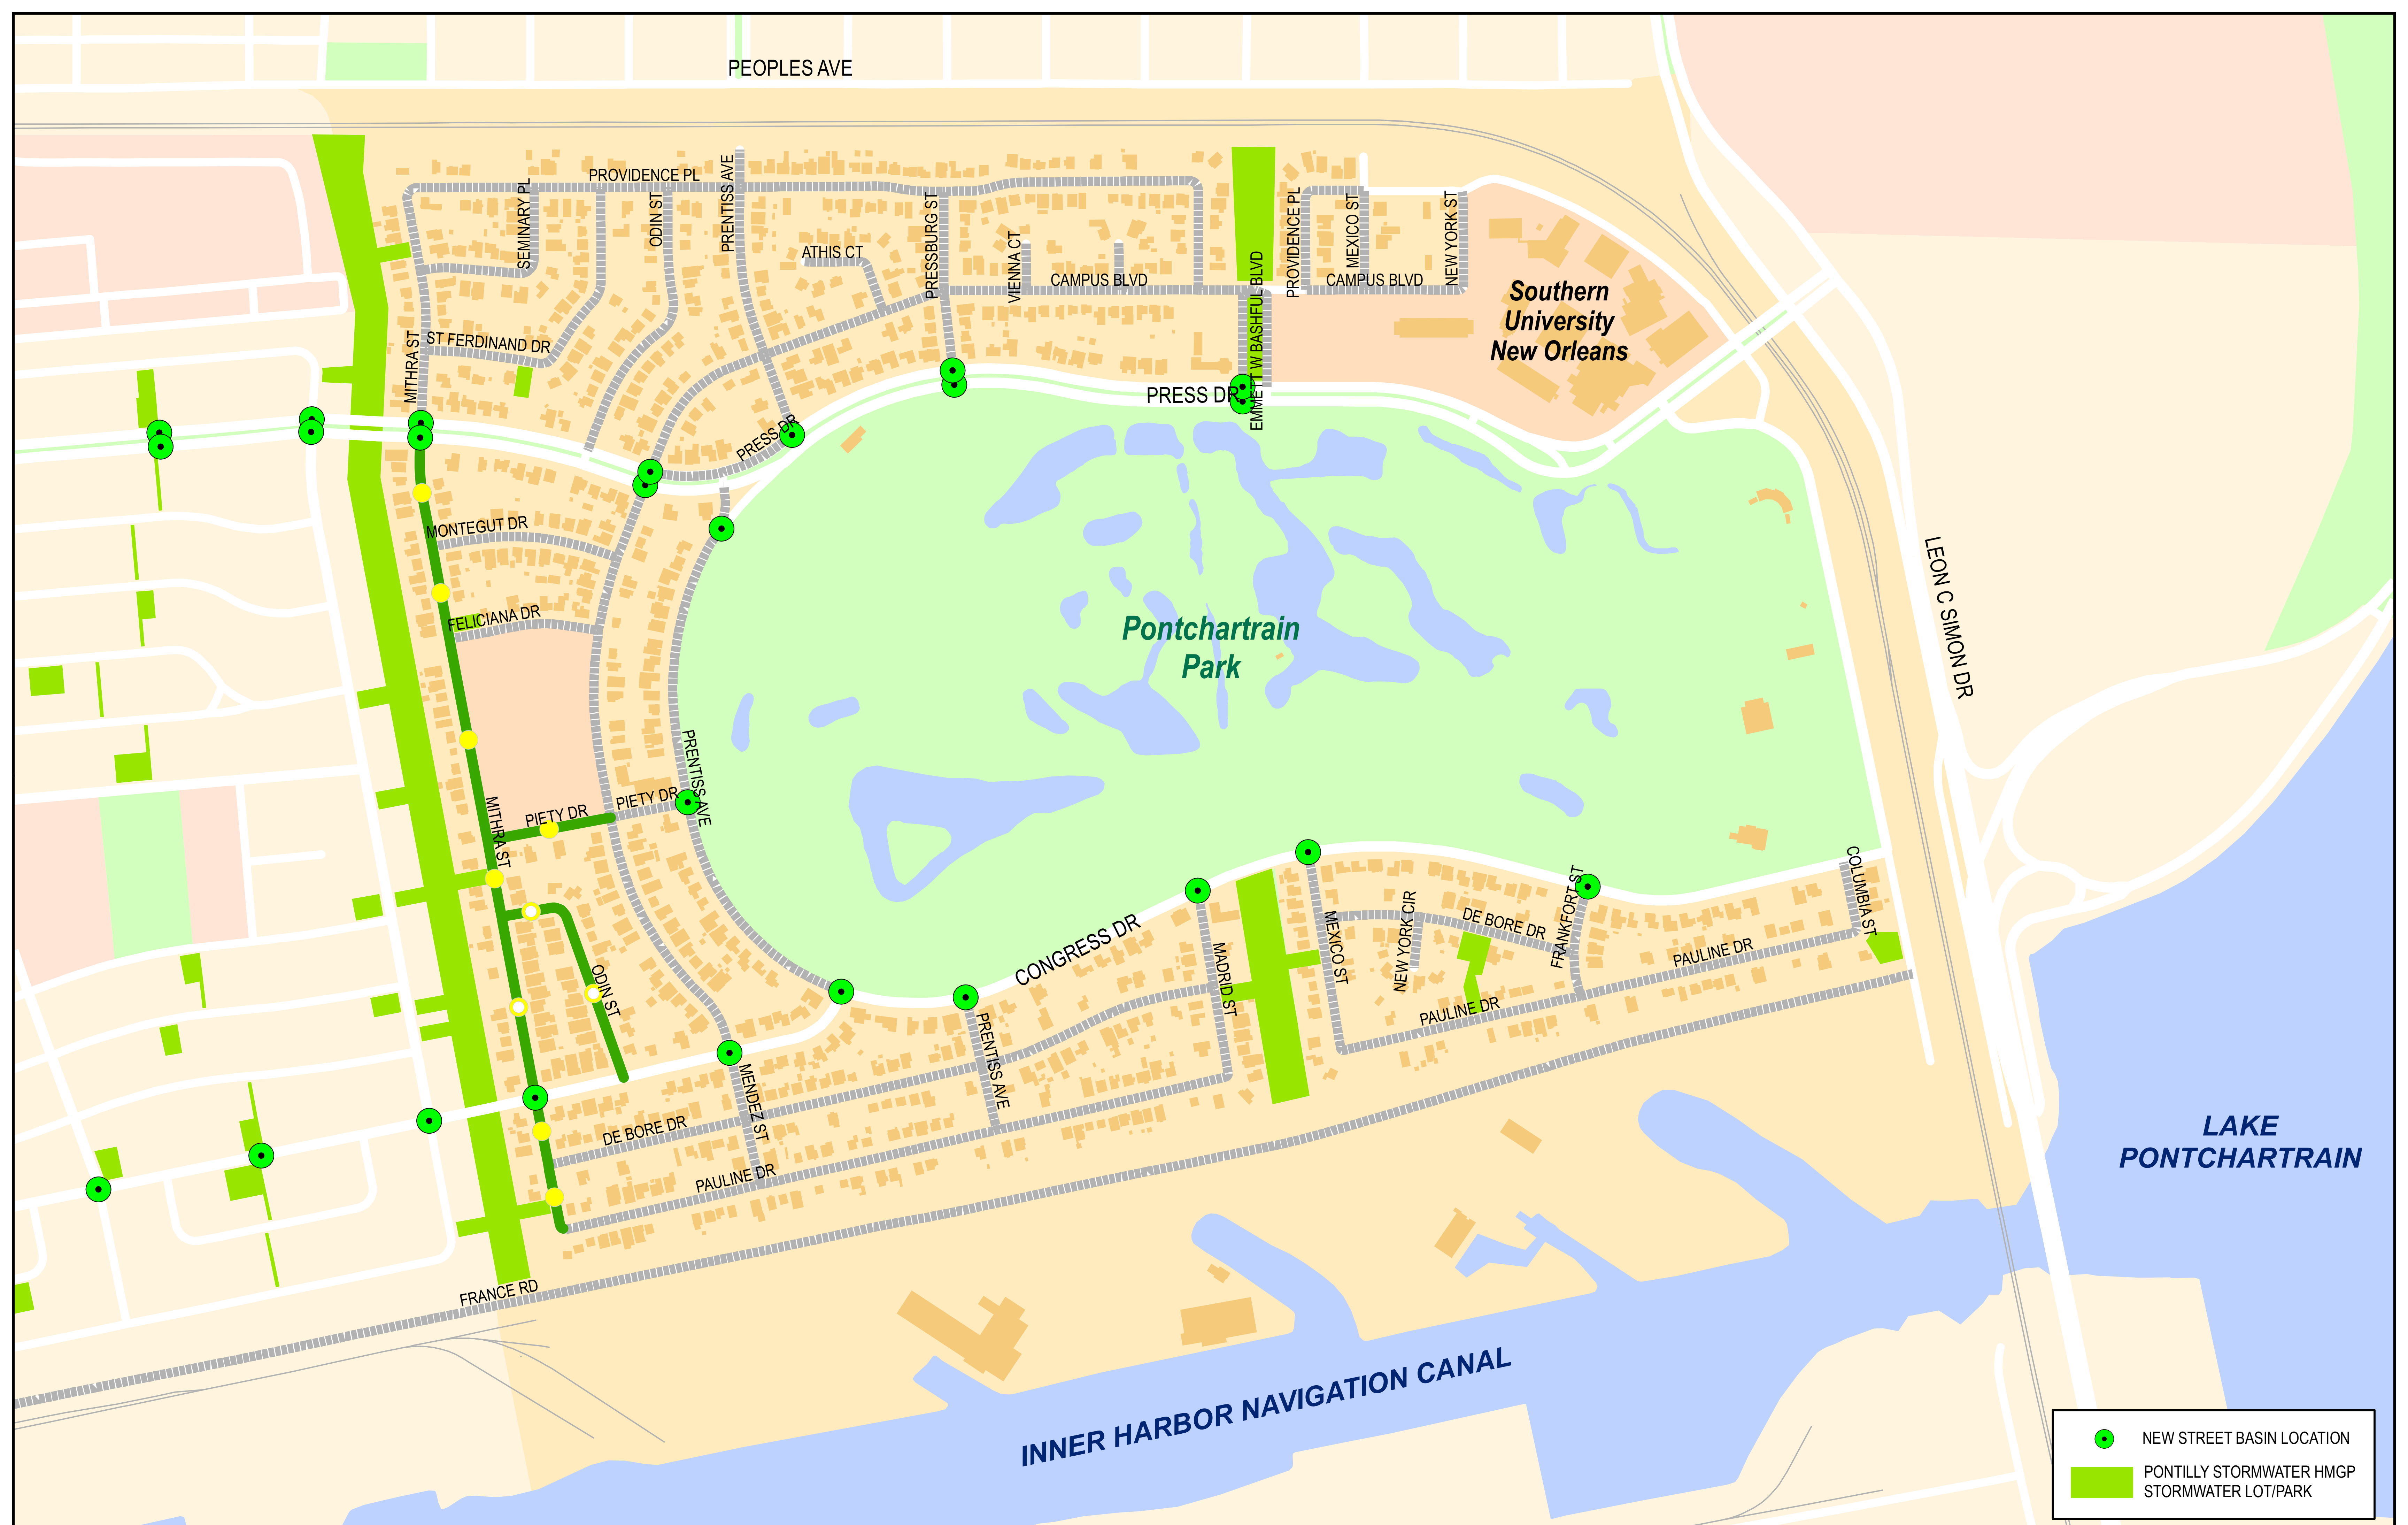 PEOPLES AVE
PROVIDENCE PL
SEMINARY PL
ODIN ST
PRENTISS AVE
PRESSBURG ST
ATHIS CT
VIENNA CT
CAMPUS BLVD
EMMETT W BASHFUL BLVD
PROVIDENCE PL
MEXICO ST
CAMPUS BLVD
NEW YORK ST
Southern
University
New Orleans
MITHRA ST
ST FERDINAND DR
PRESS DR
PRESS DR
MONTEGUT DR
FELICIANA DR
LEON C SIMON DR
Pontchartrain
Park
PRENTISS AVE
PIETY DR
PIETY DR
MITHRA ST
ODIN ST
CONGRESS DR
MADRID ST
MEXICO ST
NEW YORK CIR
DE BORE DR
FRANKFORT ST
COLUMBIA ST
PAULINE DR
PAULINE DR
PRENTISS AVE
MENDEZ ST
DE BORE DR
PAULINE DR
FRANCE RD
LAKE
PONTCHARTRAIN
INNER HARBOR NAVIGATION CANAL
NEW STREET BASIN LOCATION
PONTILLY STORMWATER HMGP
STORMWATER LOT/PARK